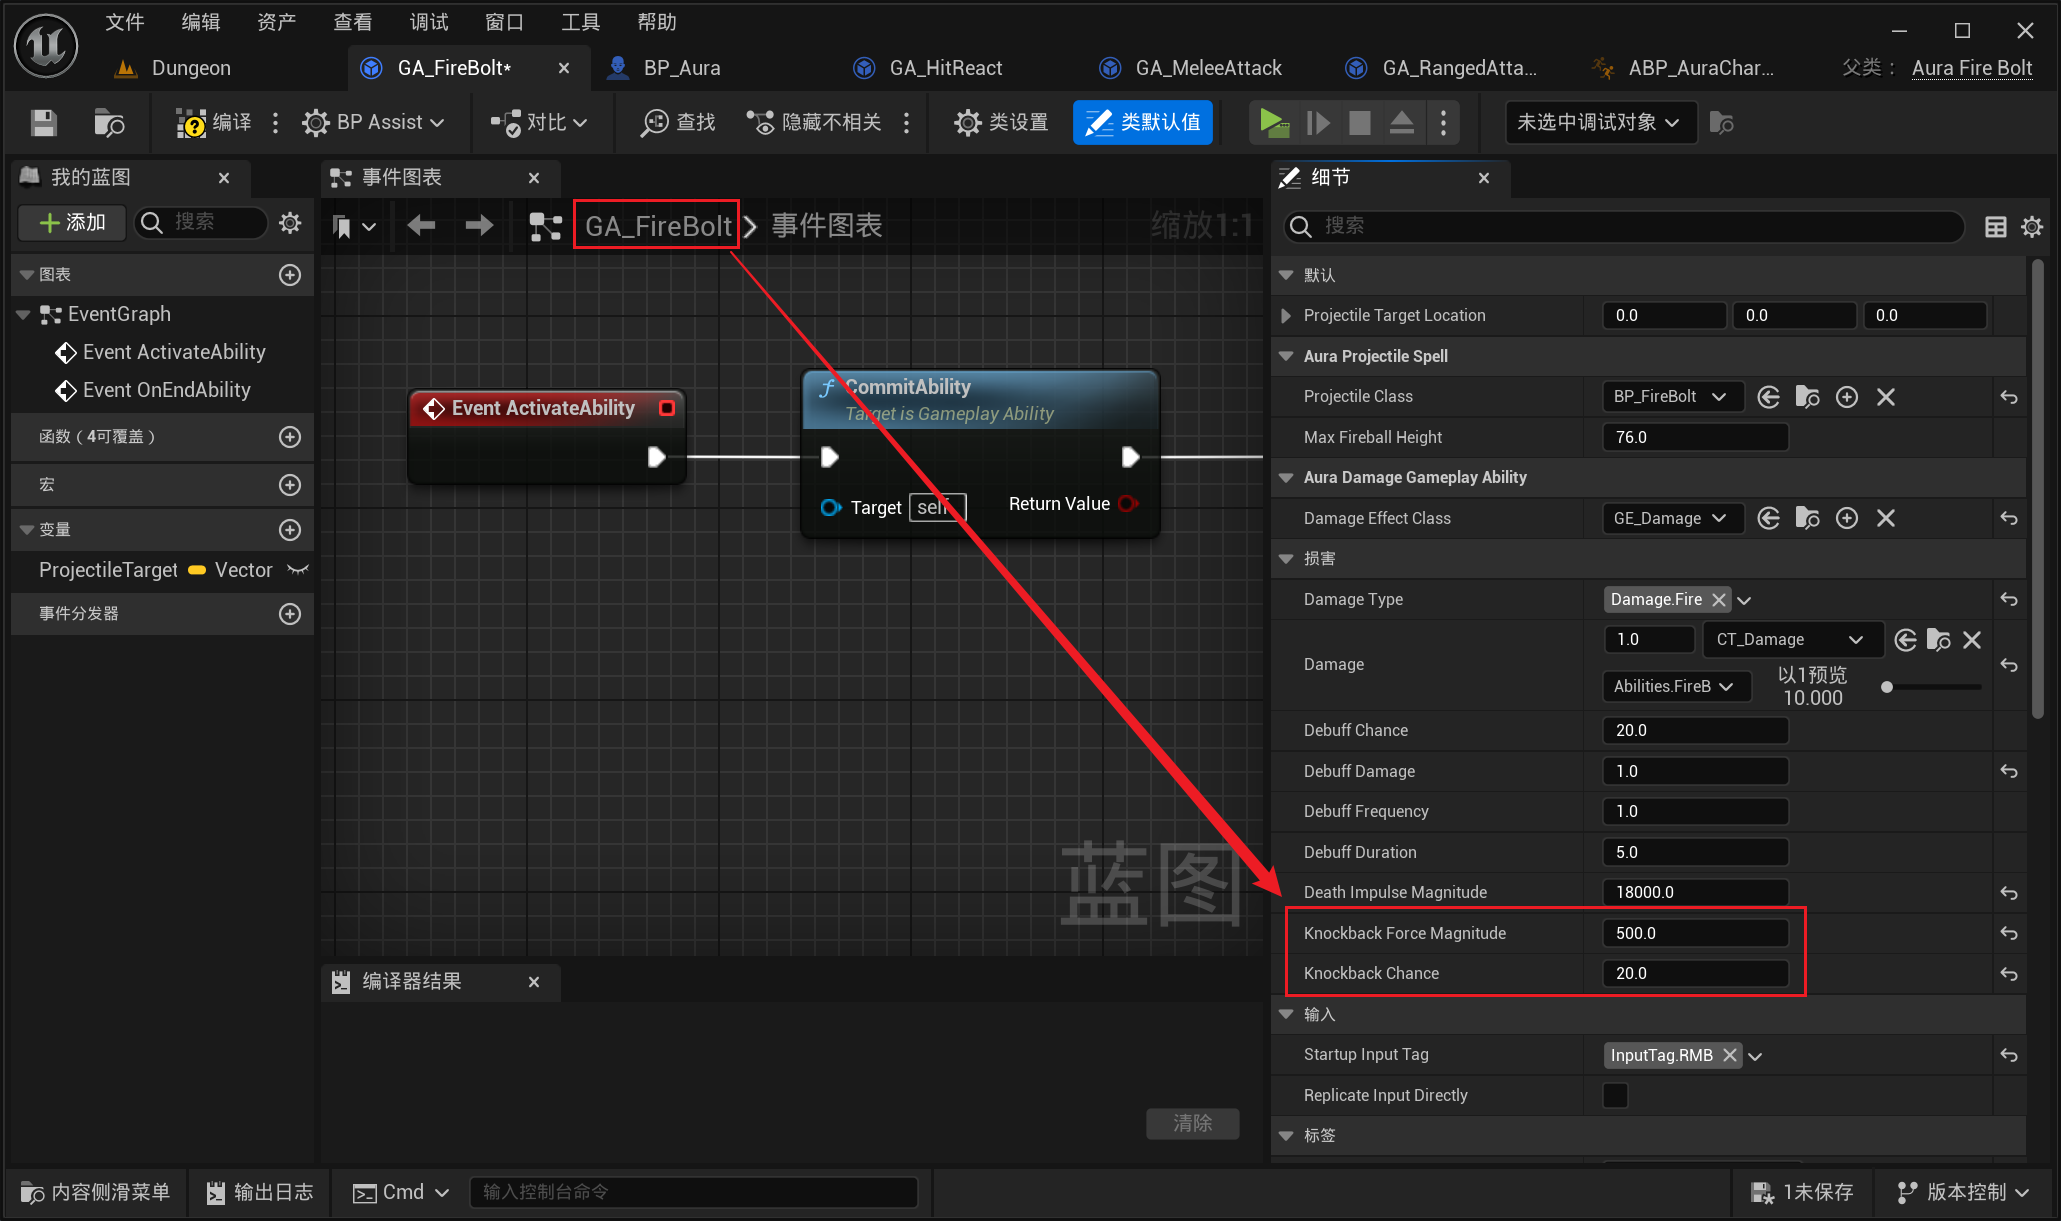 文件 编辑 资产 查看 调试 窗口 工具 帮助
Dungeon GA_FireBolt* BP_Aura GA_HitReact GA_MeleeAttack GA_RangedAtta... ABP_AuraChar... 父类： Aura Fire Bolt
编译 BP Assist 对比 查找 隐藏不相关 类设置 类默认值 未选中调试对象
我的蓝图
添加 搜索
图表
EventGraph
Event ActivateAbility
Event OnEndAbility
函数（4可覆盖）
宏
变量
ProjectileTarget Vector
事件分发器
事件图表
GA_FireBolt 事件图表 缩放1:1
Event ActivateAbility
CommitAbility
Target is Gameplay Ability
Target self Return Value
蓝图
编译器结果
清除
细节
搜索
默认
Projectile Target Location 0.0 0.0 0.0
Aura Projectile Spell
Projectile Class BP_FireBolt
Max Fireball Height 76.0
Aura Damage Gameplay Ability
Damage Effect Class GE_Damage
损害
Damage Type Damage.Fire
1.0 CT_Damage
Damage
Abilities.FireB 以1预览
10.000
Debuff Chance 20.0
Debuff Damage 1.0
Debuff Frequency 1.0
Debuff Duration 5.0
Death Impulse Magnitude 18000.0
Knockback Force Magnitude 500.0
Knockback Chance 20.0
输入
Startup Input Tag InputTag.RMB
Replicate Input Directly
标签
内容侧滑菜单 输出日志 Cmd 输入控制台命令 1未保存 版本控制